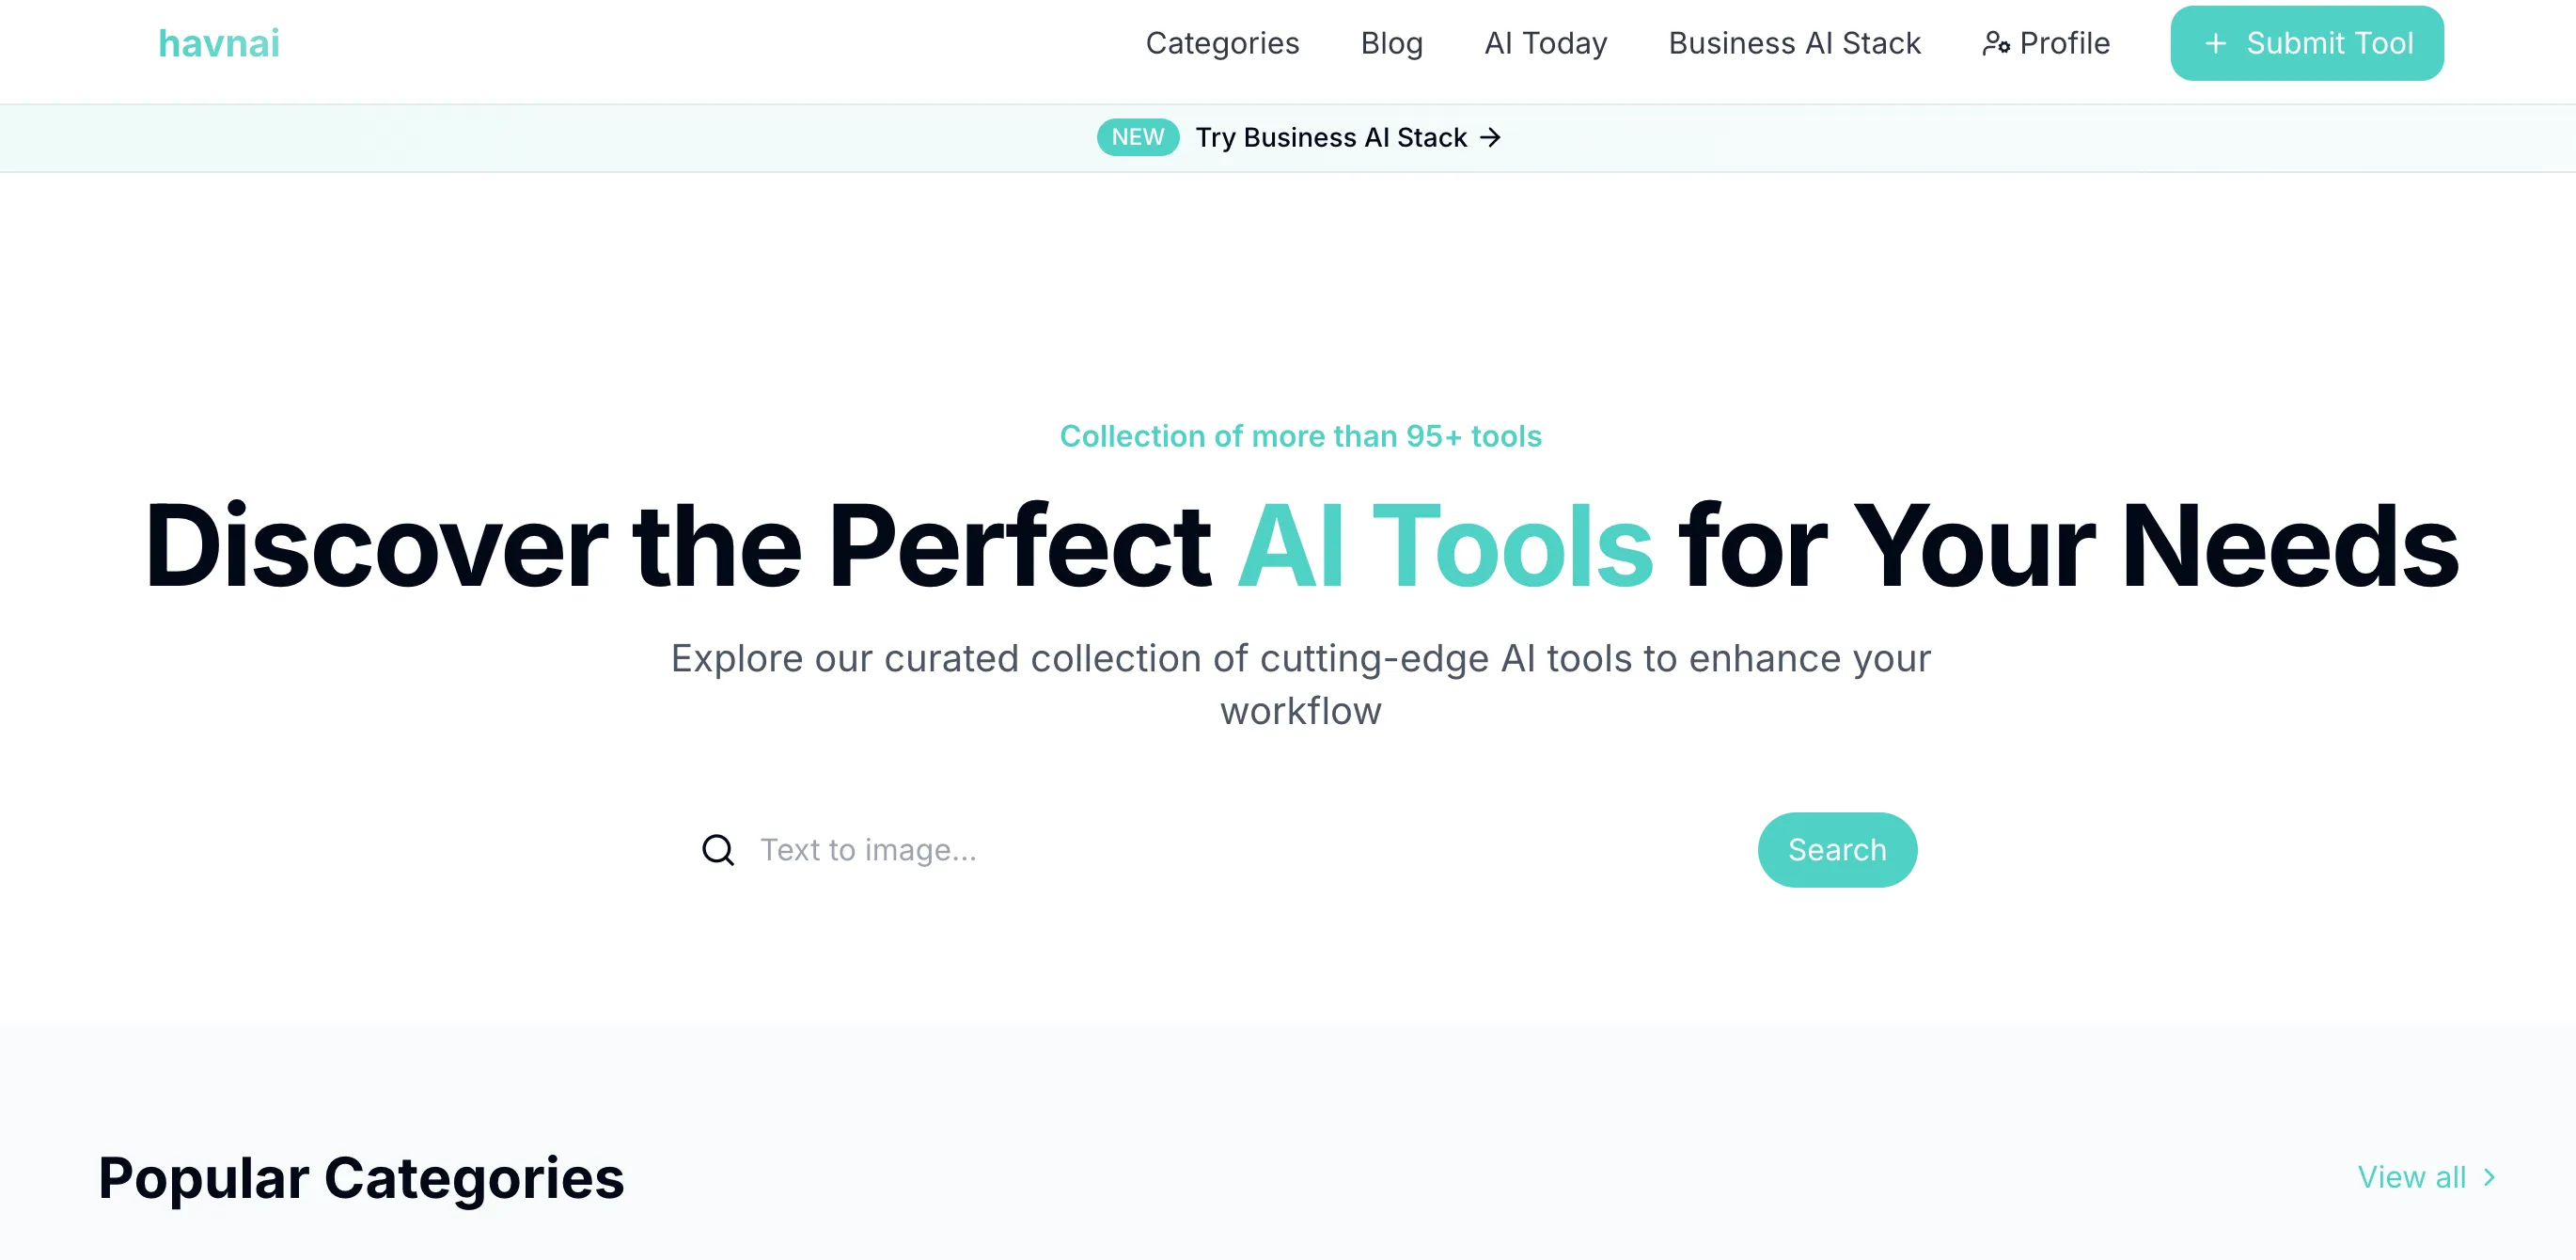 havnai
Categories
Blog
AI Today
Business AI Stack
Profile
+ Submit Tool
NEW Try Business AI Stack →
Collection of more than 95+ tools
Discover the Perfect AI Tools for Your Needs
Explore our curated collection of cutting-edge AI tools to enhance your
workflow
Text to image...
Search
Popular Categories
View all >